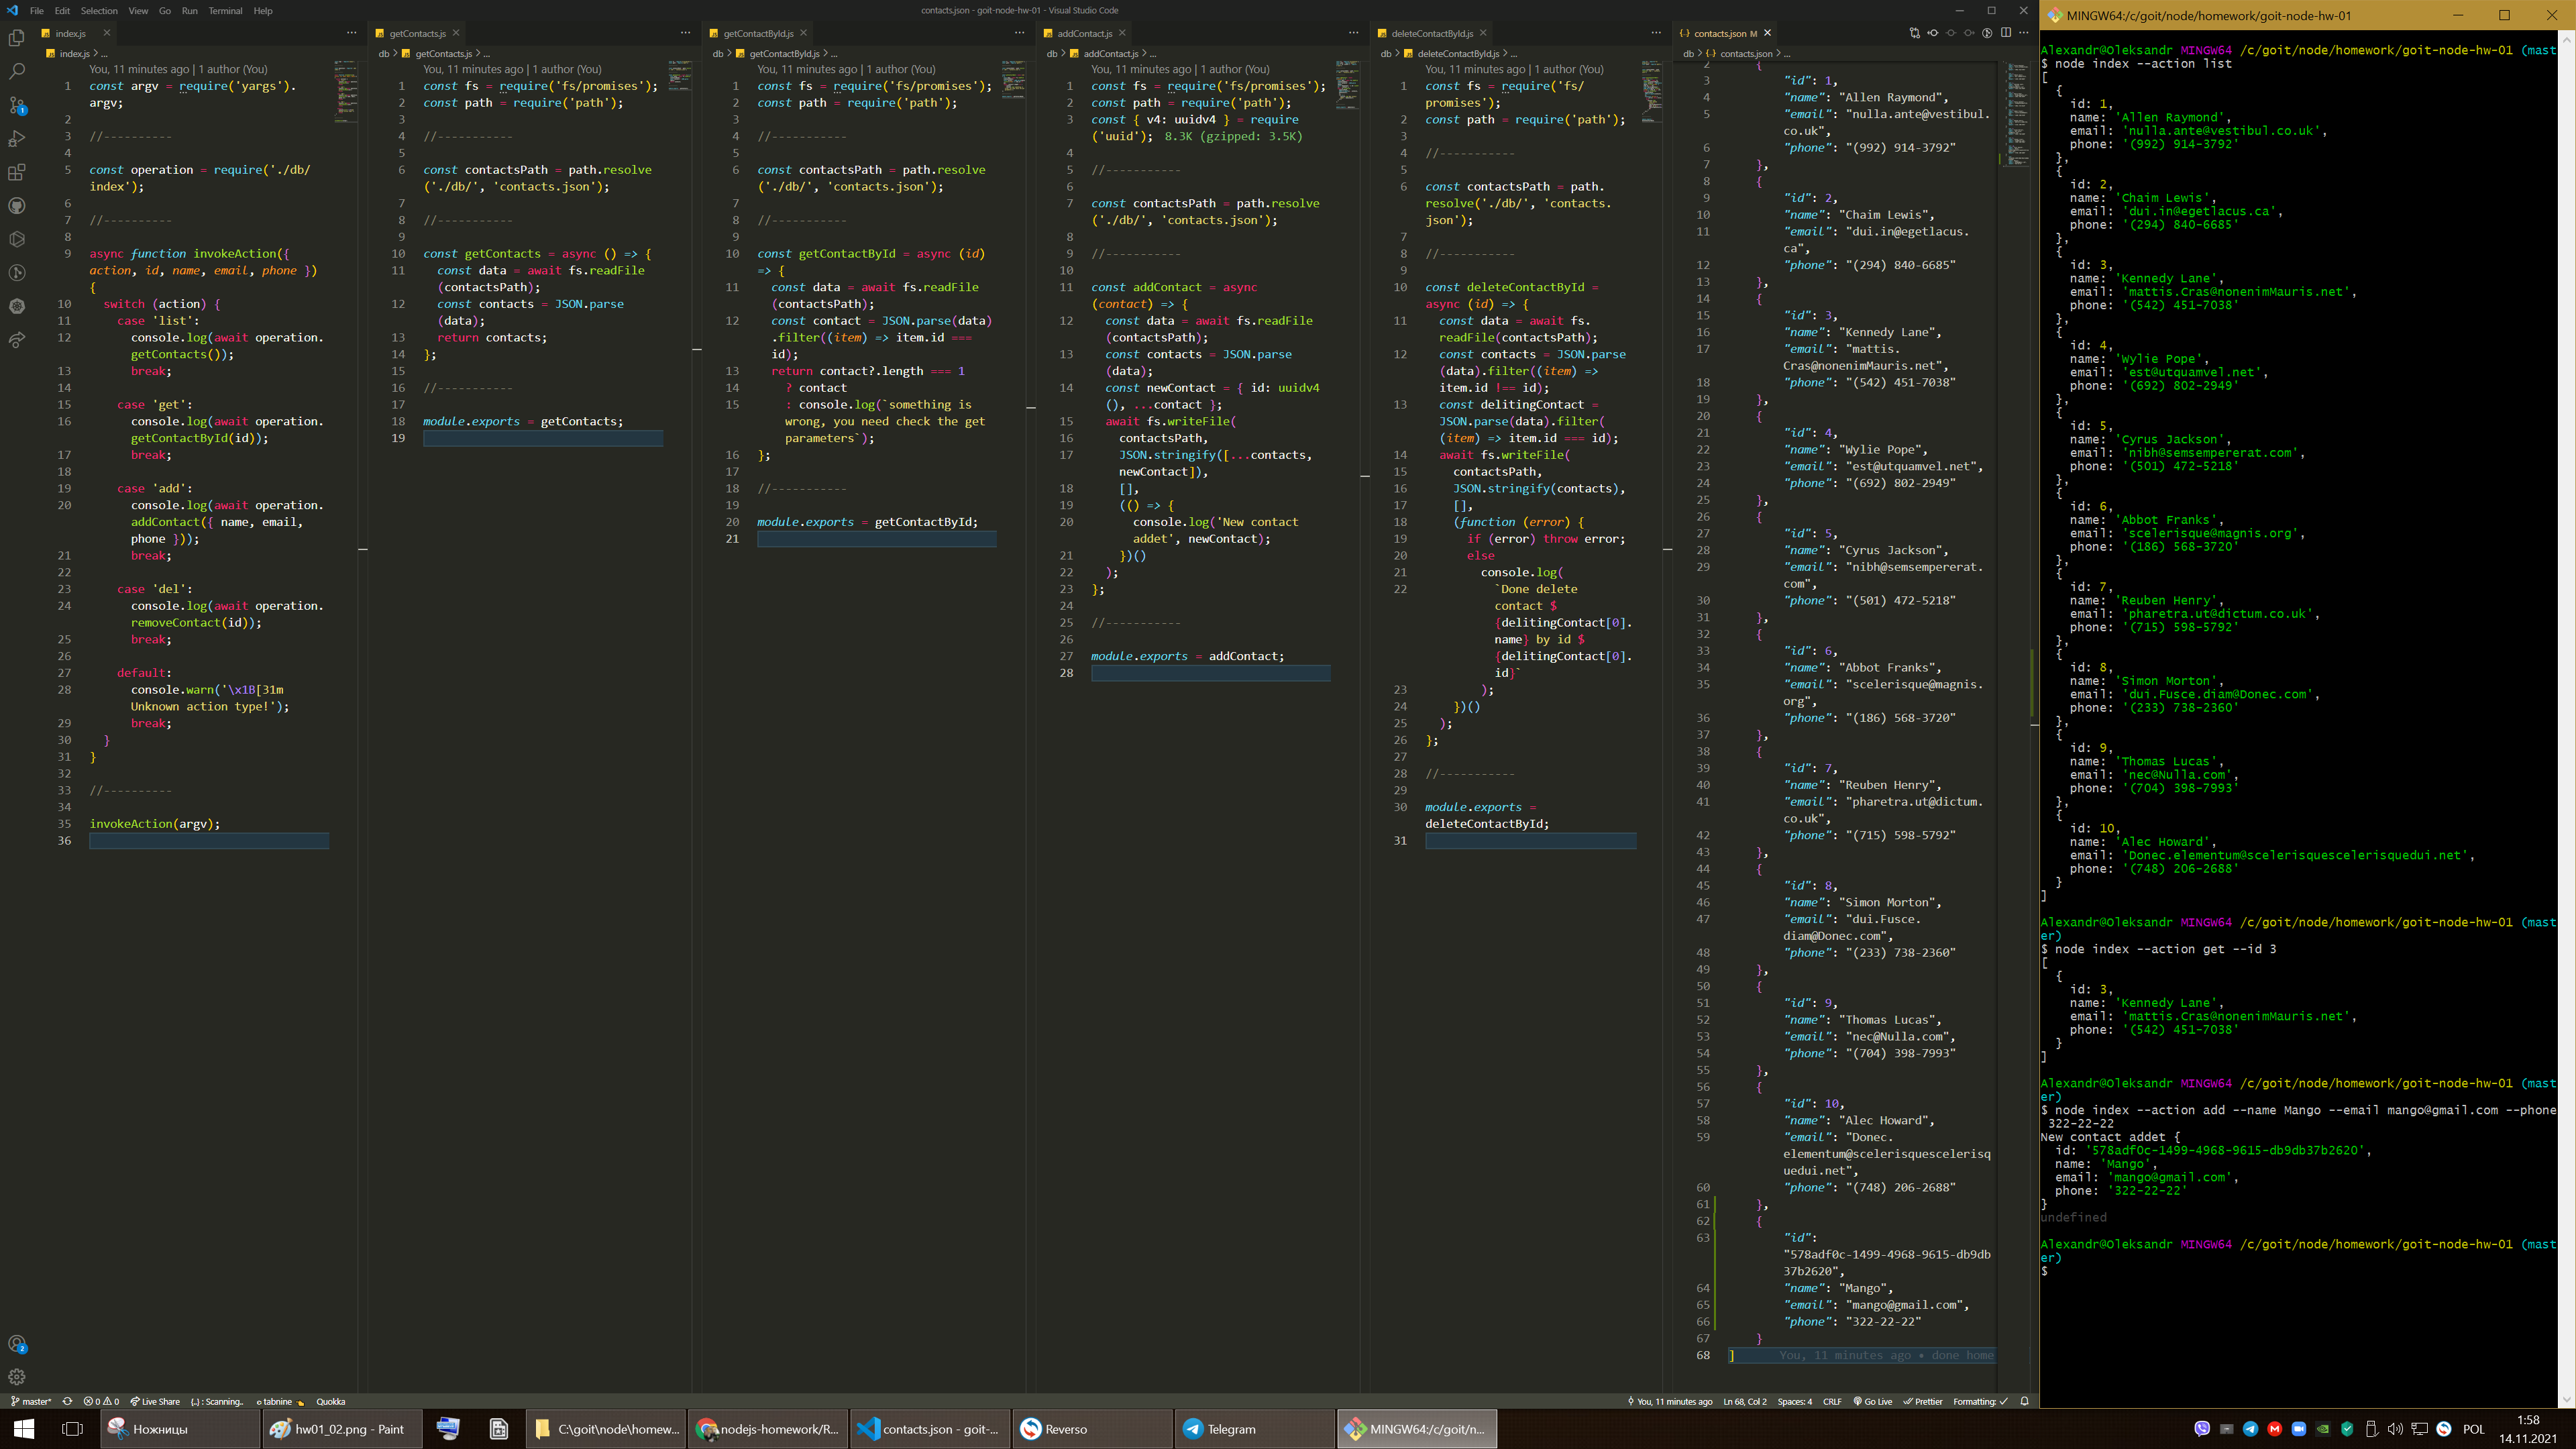 File Edit Selection View Go Run Terminal Help
contacts.json - goit-node-hw-01 - Visual Studio Code
index.js
index.js > ...
You, 11 minutes ago | 1 author (You)
1 const argv = require('yargs').
argv;
2
3 //----------
4
5 const operation = require('./db/
index');
6
7 //----------
8
9 async function invokeAction({
action, id, name, email, phone })
{
10 switch (action) {
11 case 'list':
12 console.log(await operation.
getContacts());
13 break;
14
15 case 'get':
16 console.log(await operation.
getContactById(id));
17 break;
18
19 case 'add':
20 console.log(await operation.
addContact({ name, email,
phone }));
21 break;
22
23 case 'del':
24 console.log(await operation.
removeContact(id));
25 break;
26
27 default:
28 console.warn('\x1B[31m
Unknown action type!');
29 break;
30 }
31 }
32
33 //----------
34
35 invokeAction(argv);
36
getContacts.js
db > getContacts.js > ...
You, 11 minutes ago | 1 author (You)
1 const fs = require('fs/promises');
2 const path = require('path');
3
4 //-----------
5
6 const contactsPath = path.resolve
('./db/', 'contacts.json');
7
8 //-----------
9
10 const getContacts = async () => {
11 const data = await fs.readFile
(contactsPath);
12 const contacts = JSON.parse
(data);
13 return contacts;
14 };
15
16 //-----------
17
18 module.exports = getContacts;
19
getContactById.js
db > getContactById.js > ...
You, 11 minutes ago | 1 author (You)
1 const fs = require('fs/promises');
2 const path = require('path');
3
4 //-----------
5
6 const contactsPath = path.resolve
('./db/', 'contacts.json');
7
8 //-----------
9
10 const getContactById = async (id)
=> {
11 const data = await fs.readFile
(contactsPath);
12 const contact = JSON.parse(data)
.filter((item) => item.id ===
id);
13 return contact?.length === 1
14 ? contact
15 : console.log(`something is
wrong, you need check the get
parameters`);
16 };
17
18 //-----------
19
20 module.exports = getContactById;
21
addContact.js
db > addContact.js > ...
You, 11 minutes ago | 1 author (You)
1 const fs = require('fs/promises');
2 const path = require('path');
3 const { v4: uuidv4 } = require
('uuid'); 8.3K (gzipped: 3.5K)
4
5 //-----------
6
7 const contactsPath = path.resolve
('./db/', 'contacts.json');
8
9 //-----------
10
11 const addContact = async
(contact) => {
12 const data = await fs.readFile
(contactsPath);
13 const contacts = JSON.parse
(data);
14 const newContact = { id: uuidv4
(), ...contact };
15 await fs.writeFile(
16 contactsPath,
17 JSON.stringify([...contacts,
newContact]),
18 [],
19 (() => {
20 console.log('New contact
addet', newContact);
21 })()
22 );
23 };
24
25 //-----------
26
27 module.exports = addContact;
28
deleteContactById.js
db > deleteContactById.js > ...
You, 11 minutes ago | 1 author (You)
1 const fs = require('fs/
promises');
2 const path = require('path');
3
4 //-----------
5
6 const contactsPath = path.
resolve('./db/', 'contacts.
json');
7
8 //-----------
9
10 const deleteContactById =
async (id) => {
11 const data = await fs.
readFile(contactsPath);
12 const contacts = JSON.parse
(data).filter((item) =>
item.id !== id);
13 const delitingContact =
JSON.parse(data).filter(
(item) => item.id === id);
14 await fs.writeFile(
15 contactsPath,
16 JSON.stringify(contacts),
17 [],
18 (function (error) {
19 if (error) throw error;
20 else
21 console.log(
22 `Done delete
contact $
{delitingContact[0].
name} by id $
{delitingContact[0].
id}`
23 );
24 })()
25 );
26 };
27
28 //-----------
29
30 module.exports =
deleteContactById;
31
contacts.json M
db > contacts.json > ...
2 {
3 "id": 1,
4 "name": "Allen Raymond",
5 "email": "nulla.ante@vestibul.
co.uk",
6 "phone": "(992) 914-3792"
7 },
8 {
9 "id": 2,
10 "name": "Chaim Lewis",
11 "email": "dui.in@egetlacus.
ca",
12 "phone": "(294) 840-6685"
13 },
14 {
15 "id": 3,
16 "name": "Kennedy Lane",
17 "email": "mattis.
Cras@nonenimMauris.net",
18 "phone": "(542) 451-7038"
19 },
20 {
21 "id": 4,
22 "name": "Wylie Pope",
23 "email": "est@utquamvel.net",
24 "phone": "(692) 802-2949"
25 },
26 {
27 "id": 5,
28 "name": "Cyrus Jackson",
29 "email": "nibh@semsempererat.
com",
30 "phone": "(501) 472-5218"
31 },
32 {
33 "id": 6,
34 "name": "Abbot Franks",
35 "email": "scelerisque@magnis.
org",
36 "phone": "(186) 568-3720"
37 },
38 {
39 "id": 7,
40 "name": "Reuben Henry",
41 "email": "pharetra.ut@dictum.
co.uk",
42 "phone": "(715) 598-5792"
43 },
44 {
45 "id": 8,
46 "name": "Simon Morton",
47 "email": "dui.Fusce.
diam@Donec.com",
48 "phone": "(233) 738-2360"
49 },
50 {
51 "id": 9,
52 "name": "Thomas Lucas",
53 "email": "nec@Nulla.com",
54 "phone": "(704) 398-7993"
55 },
56 {
57 "id": 10,
58 "name": "Alec Howard",
59 "email": "Donec.
elementum@scelerisquescelerisq
uedui.net",
60 "phone": "(748) 206-2688"
61 },
62 {
63 "id":
"578adf0c-1499-4968-9615-db9db
37b2620",
64 "name": "Mango",
65 "email": "mango@gmail.com",
66 "phone": "322-22-22"
67 }
68 ] You, 11 minutes ago • done home
MINGW64:/c/goit/node/homework/goit-node-hw-01
Alexandr@Oleksandr MINGW64 /c/goit/node/homework/goit-node-hw-01 (mast
$ node index --action list
[
{
id: 1,
name: 'Allen Raymond',
email: 'nulla.ante@vestibul.co.uk',
phone: '(992) 914-3792'
},
{
id: 2,
name: 'Chaim Lewis',
email: 'dui.in@egetlacus.ca',
phone: '(294) 840-6685'
},
{
id: 3,
name: 'Kennedy Lane',
email: 'mattis.Cras@nonenimMauris.net',
phone: '(542) 451-7038'
},
{
id: 4,
name: 'Wylie Pope',
email: 'est@utquamvel.net',
phone: '(692) 802-2949'
},
{
id: 5,
name: 'Cyrus Jackson',
email: 'nibh@semsempererat.com',
phone: '(501) 472-5218'
},
{
id: 6,
name: 'Abbot Franks',
email: 'scelerisque@magnis.org',
phone: '(186) 568-3720'
},
{
id: 7,
name: 'Reuben Henry',
email: 'pharetra.ut@dictum.co.uk',
phone: '(715) 598-5792'
},
{
id: 8,
name: 'Simon Morton',
email: 'dui.Fusce.diam@Donec.com',
phone: '(233) 738-2360'
},
{
id: 9,
name: 'Thomas Lucas',
email: 'nec@Nulla.com',
phone: '(704) 398-7993'
},
{
id: 10,
name: 'Alec Howard',
email: 'Donec.elementum@scelerisquescelerisquedui.net',
phone: '(748) 206-2688'
}
]
Alexandr@Oleksandr MINGW64 /c/goit/node/homework/goit-node-hw-01 (mast
er)
$ node index --action get --id 3
[
{
id: 3,
name: 'Kennedy Lane',
email: 'mattis.Cras@nonenimMauris.net',
phone: '(542) 451-7038'
}
]
Alexandr@Oleksandr MINGW64 /c/goit/node/homework/goit-node-hw-01 (mast
er)
$ node index --action add --name Mango --email mango@gmail.com --phone
322-22-22
New contact addet {
id: '578adf0c-1499-4968-9615-db9db37b2620',
name: 'Mango',
email: 'mango@gmail.com',
phone: '322-22-22'
}
undefined
Alexandr@Oleksandr MINGW64 /c/goit/node/homework/goit-node-hw-01 (mast
er)
$
master* 0 0 Live Share {..} : Scanning.. tabnine Quokka
You, 11 minutes ago Ln 68, Col 2 Spaces: 4 CRLF Go Live Prettier Formatting:
Ножницы
hw01_02.png - Paint
C:\goit\node\homew...
nodejs-homework/R...
contacts.json - goit-...
Reverso
Telegram
MINGW64:/c/goit/n...
POL
1:58
14.11.2021